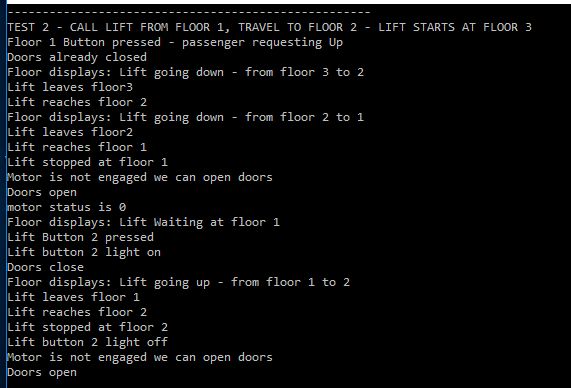 ----------------------------------------------------
TEST 2 - CALL LIFT FROM FLOOR 1, TRAVEL TO FLOOR 2 - LIFT STARTS AT FLOOR 3
Floor 1 Button pressed - passenger requesting Up
Doors already closed
Floor displays: Lift going down - from floor 3 to 2
Lift leaves floor3
Lift reaches floor 2
Floor displays: Lift going down - from floor 2 to 1
Lift leaves floor2
Lift reaches floor 1
Lift stopped at floor 1
Motor is not engaged we can open doors
Doors open
motor status is 0
Floor displays: Lift Waiting at floor 1
Lift Button 2 pressed
Lift button 2 light on
Doors close
Floor displays: Lift going up - from floor 1 to 2
Lift leaves floor 1
Lift reaches floor 2
Lift stopped at floor 2
Lift button 2 light off
Motor is not engaged we can open doors
Doors open